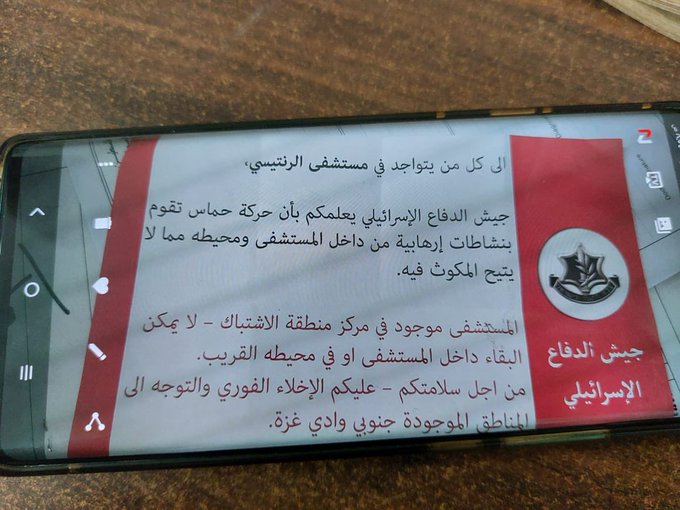 الى كل من يتواجد في مستشفى الرنتيسي،
جيش الدفاع الإسرائيلي يعلمكم بأن حركة حماس تقوم
بنشاطات إرهابية من داخل المستشفى ومحيطه مما لا
يتيح المكوث فيه.
المستشفى موجود في مركز منطقة الاشتباك – لا يمكن
البقاء داخل المستشفى او في محيطه القريب.
من اجل سلامتكم – عليكم الإخلاء الفوري والتوجه الى
المناطق الموجودة جنوبي وادي غزة.
جيش الدفاع
الإسرائيلي